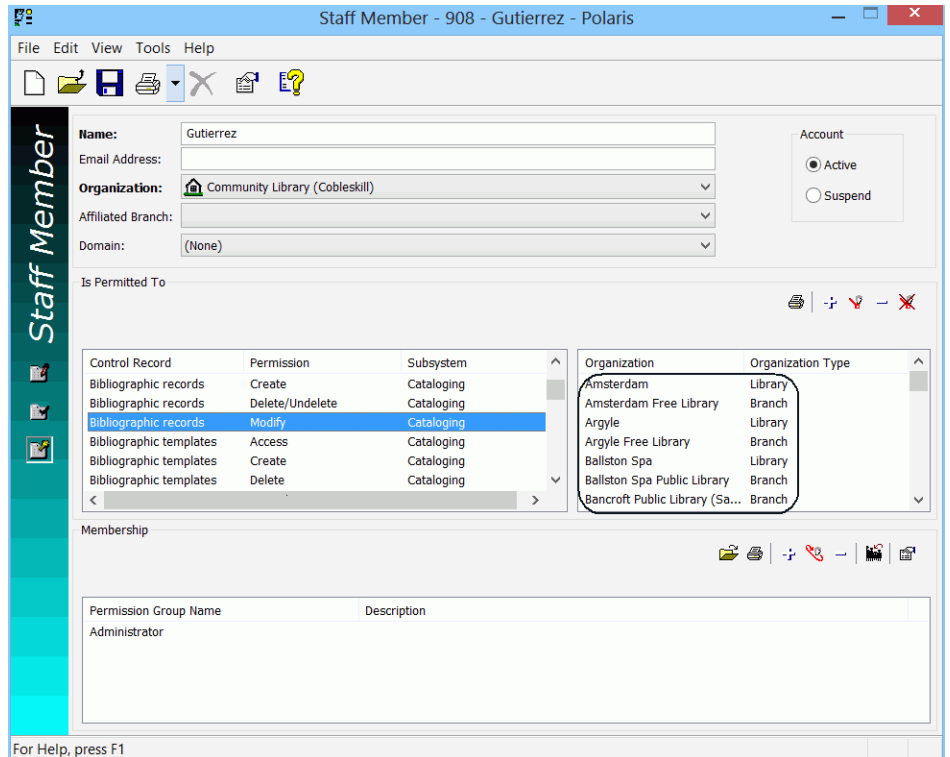 Staff Member - 908 - Gutierrez - Polaris
File Edit View Tools Help
Staff Member
Name: Gutierrez
Account
Email Address:
Active
Organization: Community Library (Cobleskill)
Suspend
Affiliated Branch:
Domain: (None)
Is Permitted To
Control Record Permission Subsystem Organization Organization Type
Bibliographic records Create Cataloging Amsterdam Library
Bibliographic records Delete/Undelete Cataloging Amsterdam Free Library Branch
Bibliographic records Modify Cataloging Argyle Library
Bibliographic templates Access Cataloging Argyle Free Library Branch
Bibliographic templates Create Cataloging Ballston Spa Library
Bibliographic templates Delete Cataloging Ballston Spa Public Library Branch
Bancroft Public Library (Sa... Branch
Membership
Permission Group Name Description
Administrator
For Help, press F1